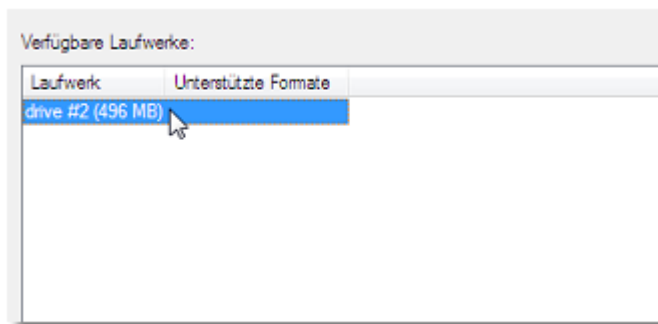 Verfügbare Laufwerke:
Laufwerk Unterstützte Formate
drive #2 (496 MB)